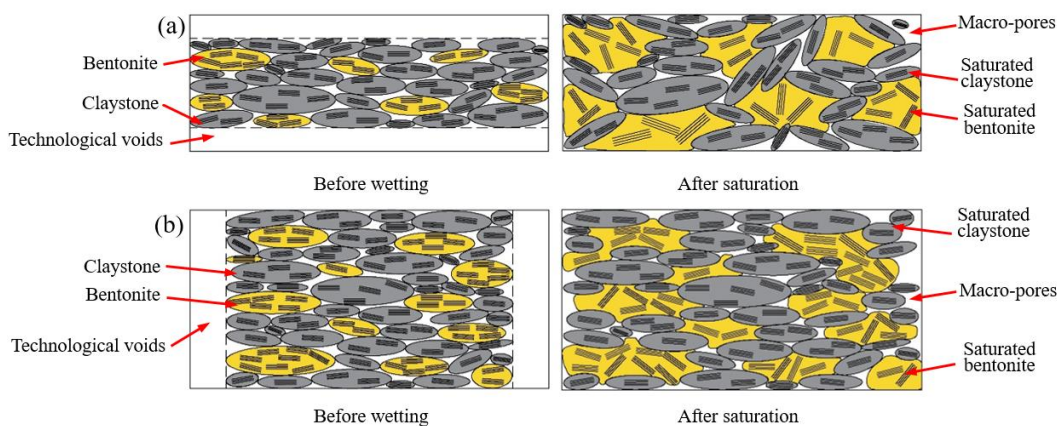 (a)
Bentonite
Claystone
Technological voids
Before wetting
Macro-pores
Saturated
claystone
Saturated
bentonite
After saturation
(b)
Claystone
Bentonite
Technological voids
Before wetting
Saturated
claystone
Macro-pores
Saturated
bentonite
After saturation